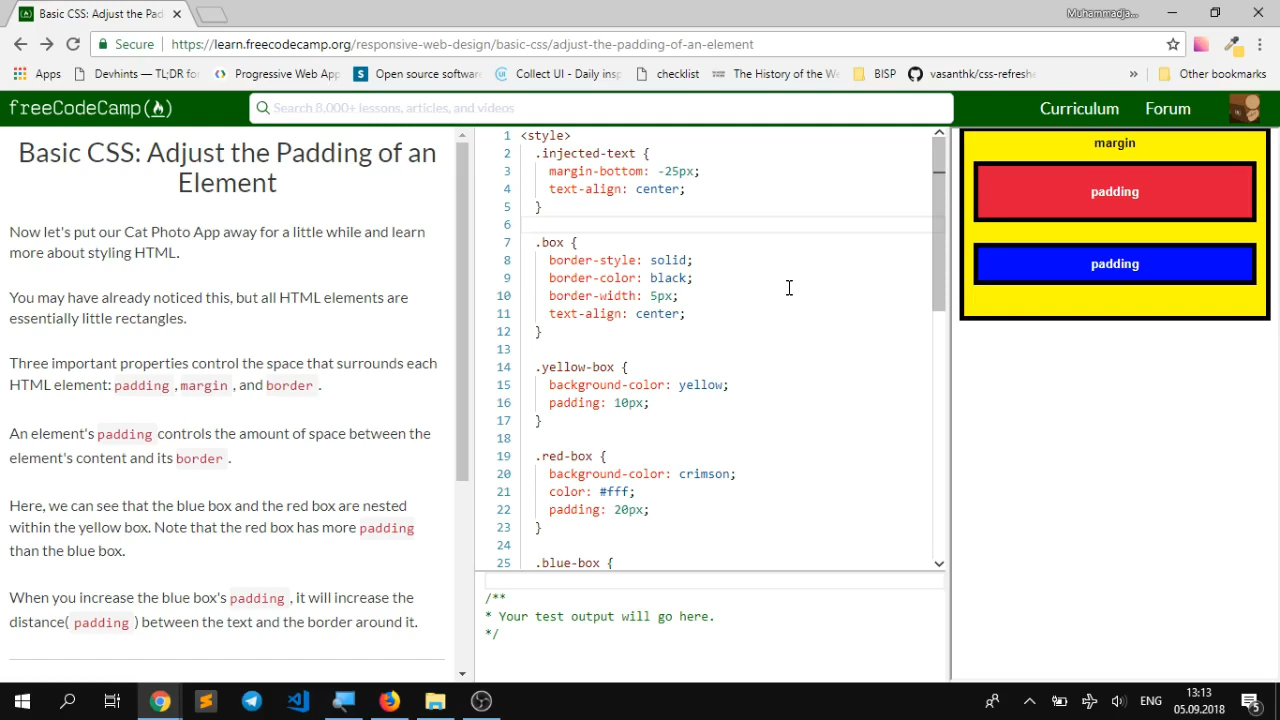 Basic CSS: Adjust the Pad
Muhammadja...
Secure
https://learn.freecodecamp.org/responsive-web-design/basic-css/adjust-the-padding-of-an-element
Apps
Devhints — TL;DR fo
Progressive Web App
Open source softwa
Collect UI - Daily ins
checklist
The History of the W
BISP
vasanthk/css-refresh
»
Other bookmarks
freeCodeCamp
Search 8,000+ lessons, articles, and videos
Curriculum
Forum
Basic CSS: Adjust the Padding of an
Element
Now let's put our Cat Photo App away for a little while and learn
more about styling HTML.
You may have already noticed this, but all HTML elements are
essentially little rectangles.
Three important properties control the space that surrounds each
HTML element: padding , margin , and border .
An element's padding controls the amount of space between the
element's content and its border .
Here, we can see that the blue box and the red box are nested
within the yellow box. Note that the red box has more padding
than the blue box.
When you increase the blue box's padding , it will increase the
distance( padding ) between the text and the border around it.
1 <style>
2 .injected-text {
3 margin-bottom: -25px;
4 text-align: center;
5 }
6
7 .box {
8 border-style: solid;
9 border-color: black;
10 border-width: 5px;
11 text-align: center;
12 }
13
14 .yellow-box {
15 background-color: yellow;
16 padding: 10px;
17 }
18
19 .red-box {
20 background-color: crimson;
21 color: #fff;
22 padding: 20px;
23 }
24
25 .blue-box {
/**
* Your test output will go here.
*/
margin
padding
padding
ENG
13:13
05.09.2018
5